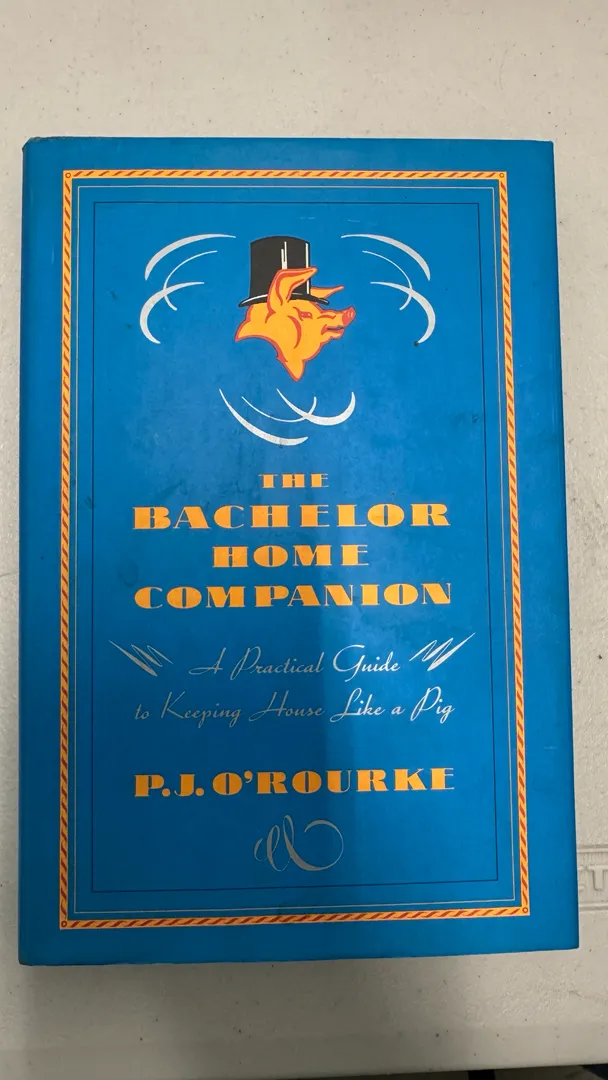 THE
BACHELOR
HOME
COMPANION
A Practical Guide
to Keeping House Like a Pig
P.J. O'ROURKE